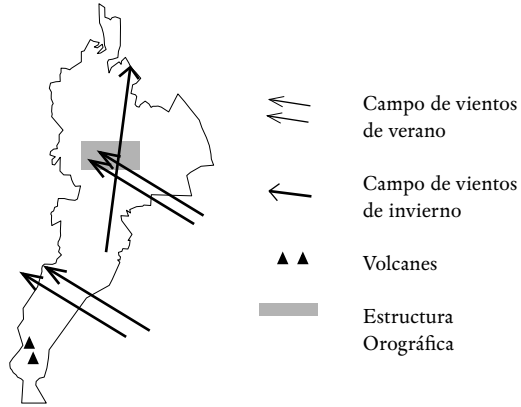 Campo de vientos
de verano
Campo de vientos
de invierno
Volcanes
Estructura
Orográfica